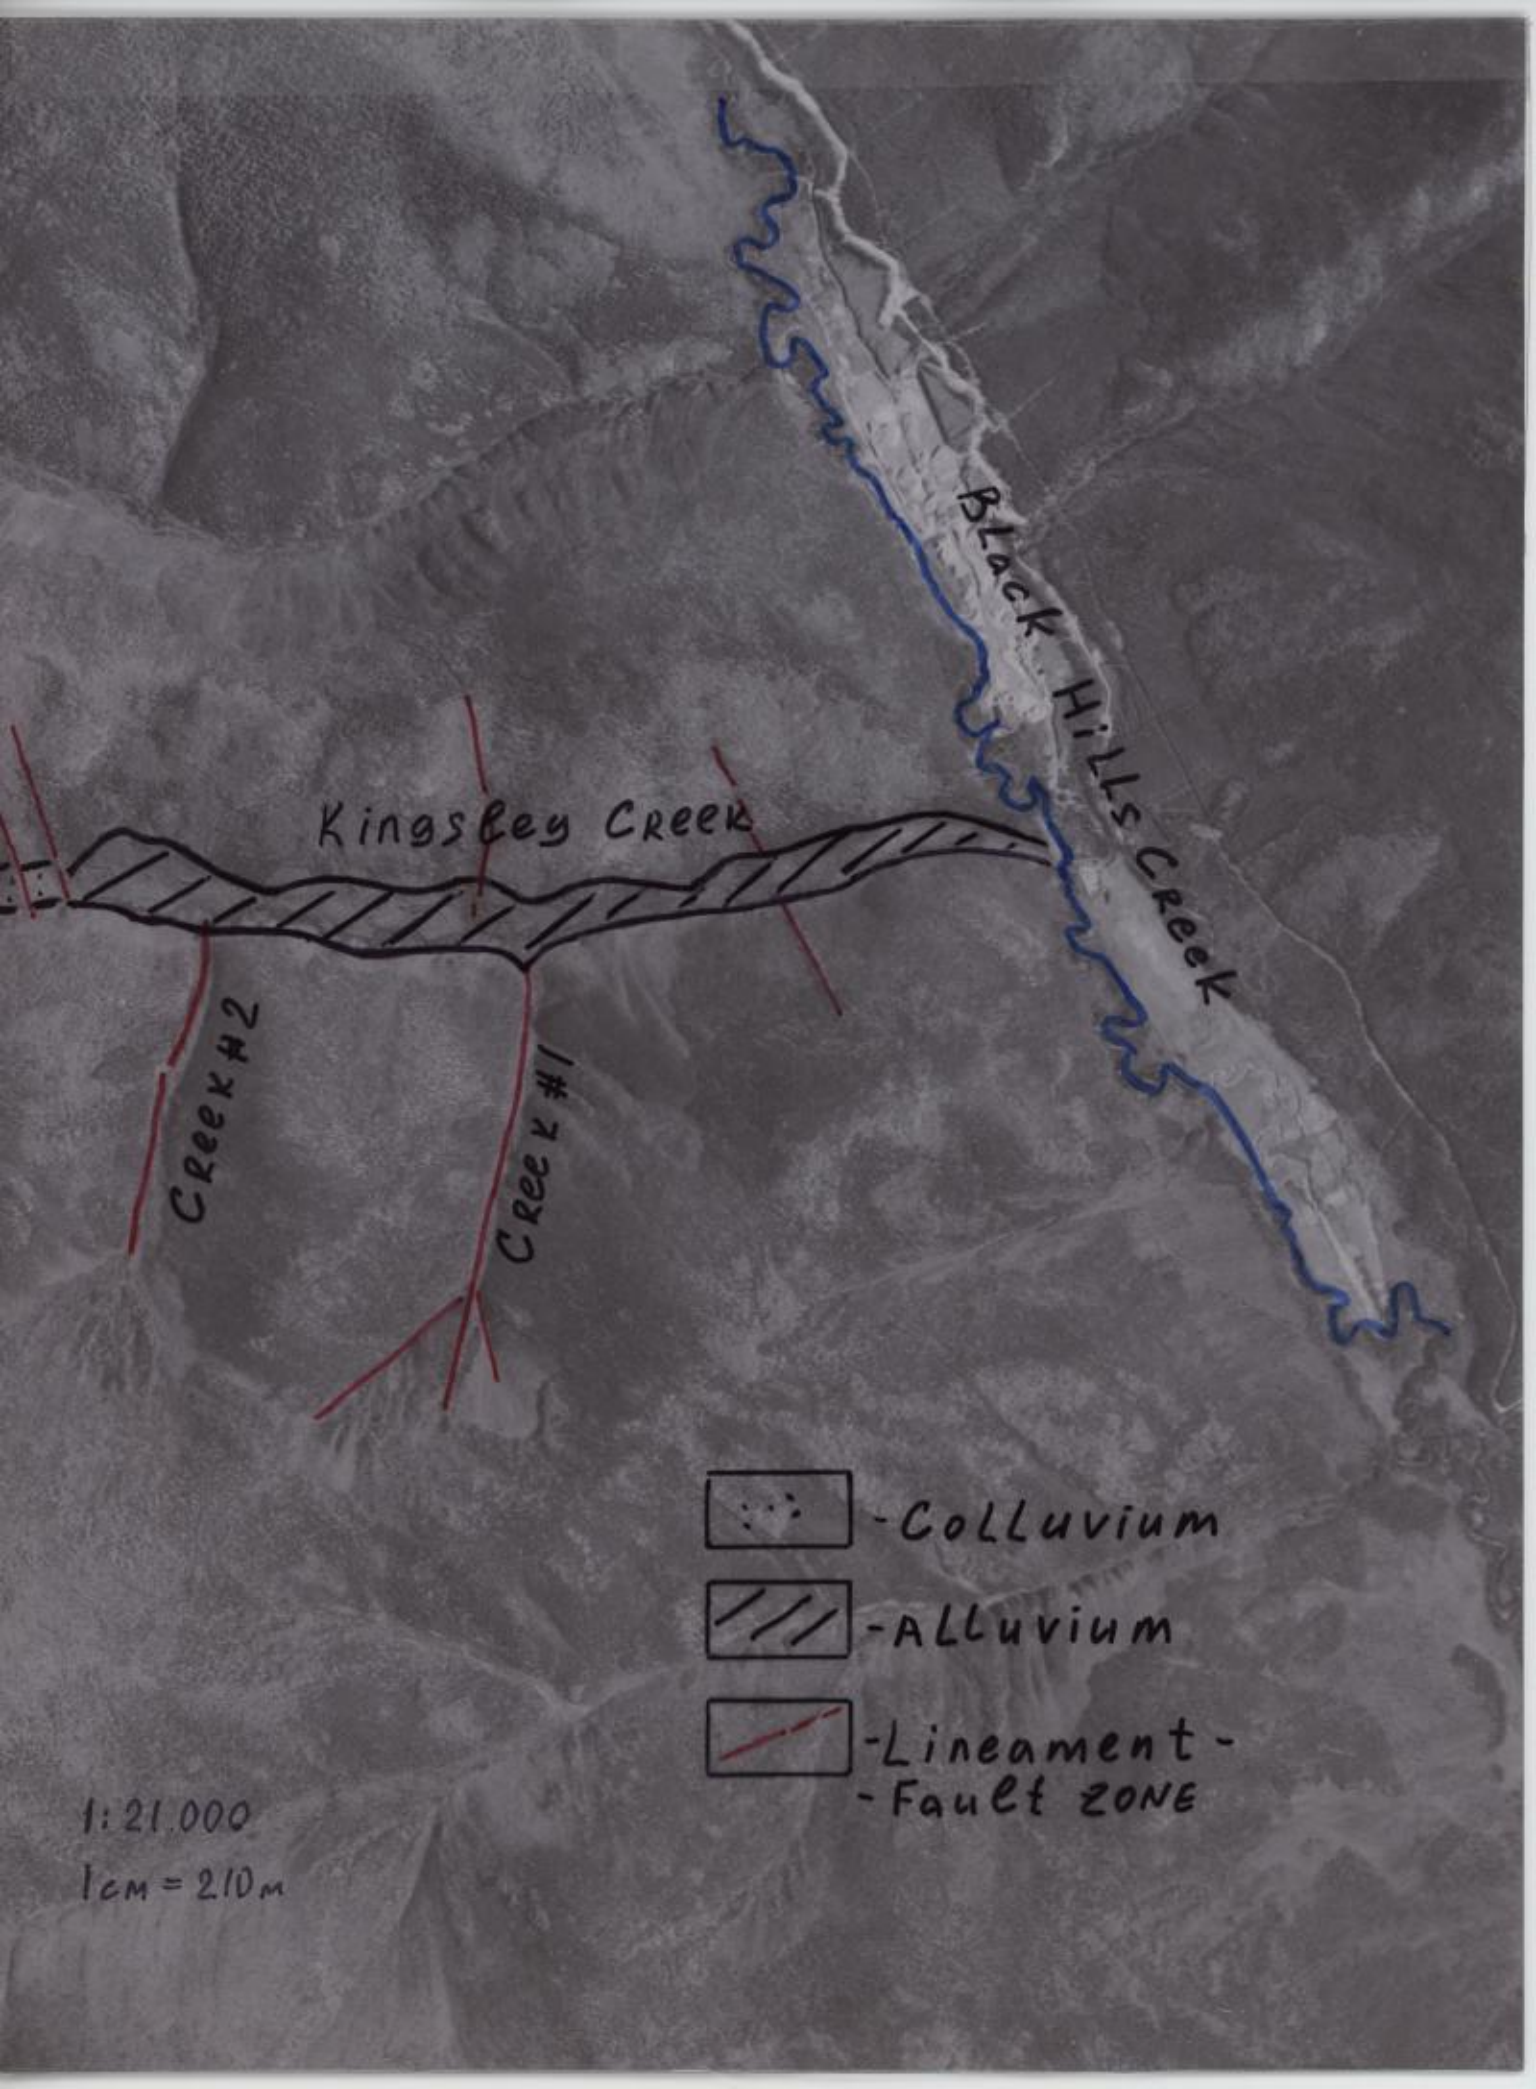 Black Hills Creek
Kingsley Creek
Creek #2
Creek #1
- Colluvium
- Alluvium
- Lineament -
- Fault ZONE
1:21.000
1cm = 210m